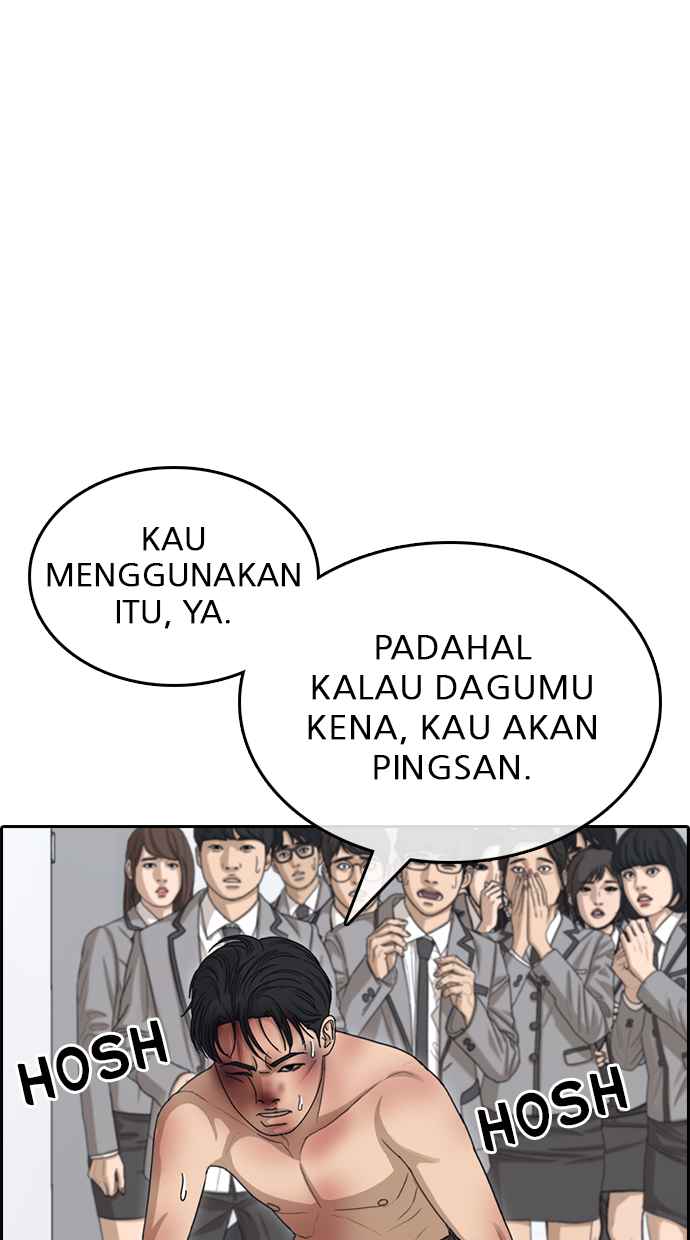 KAU
MENGGUNAKAN
ITU, YA.
PADAHAL
KALAU DAGUMU
KENA, KAU AKAN
PINGSAN.
HOSH
HOSH